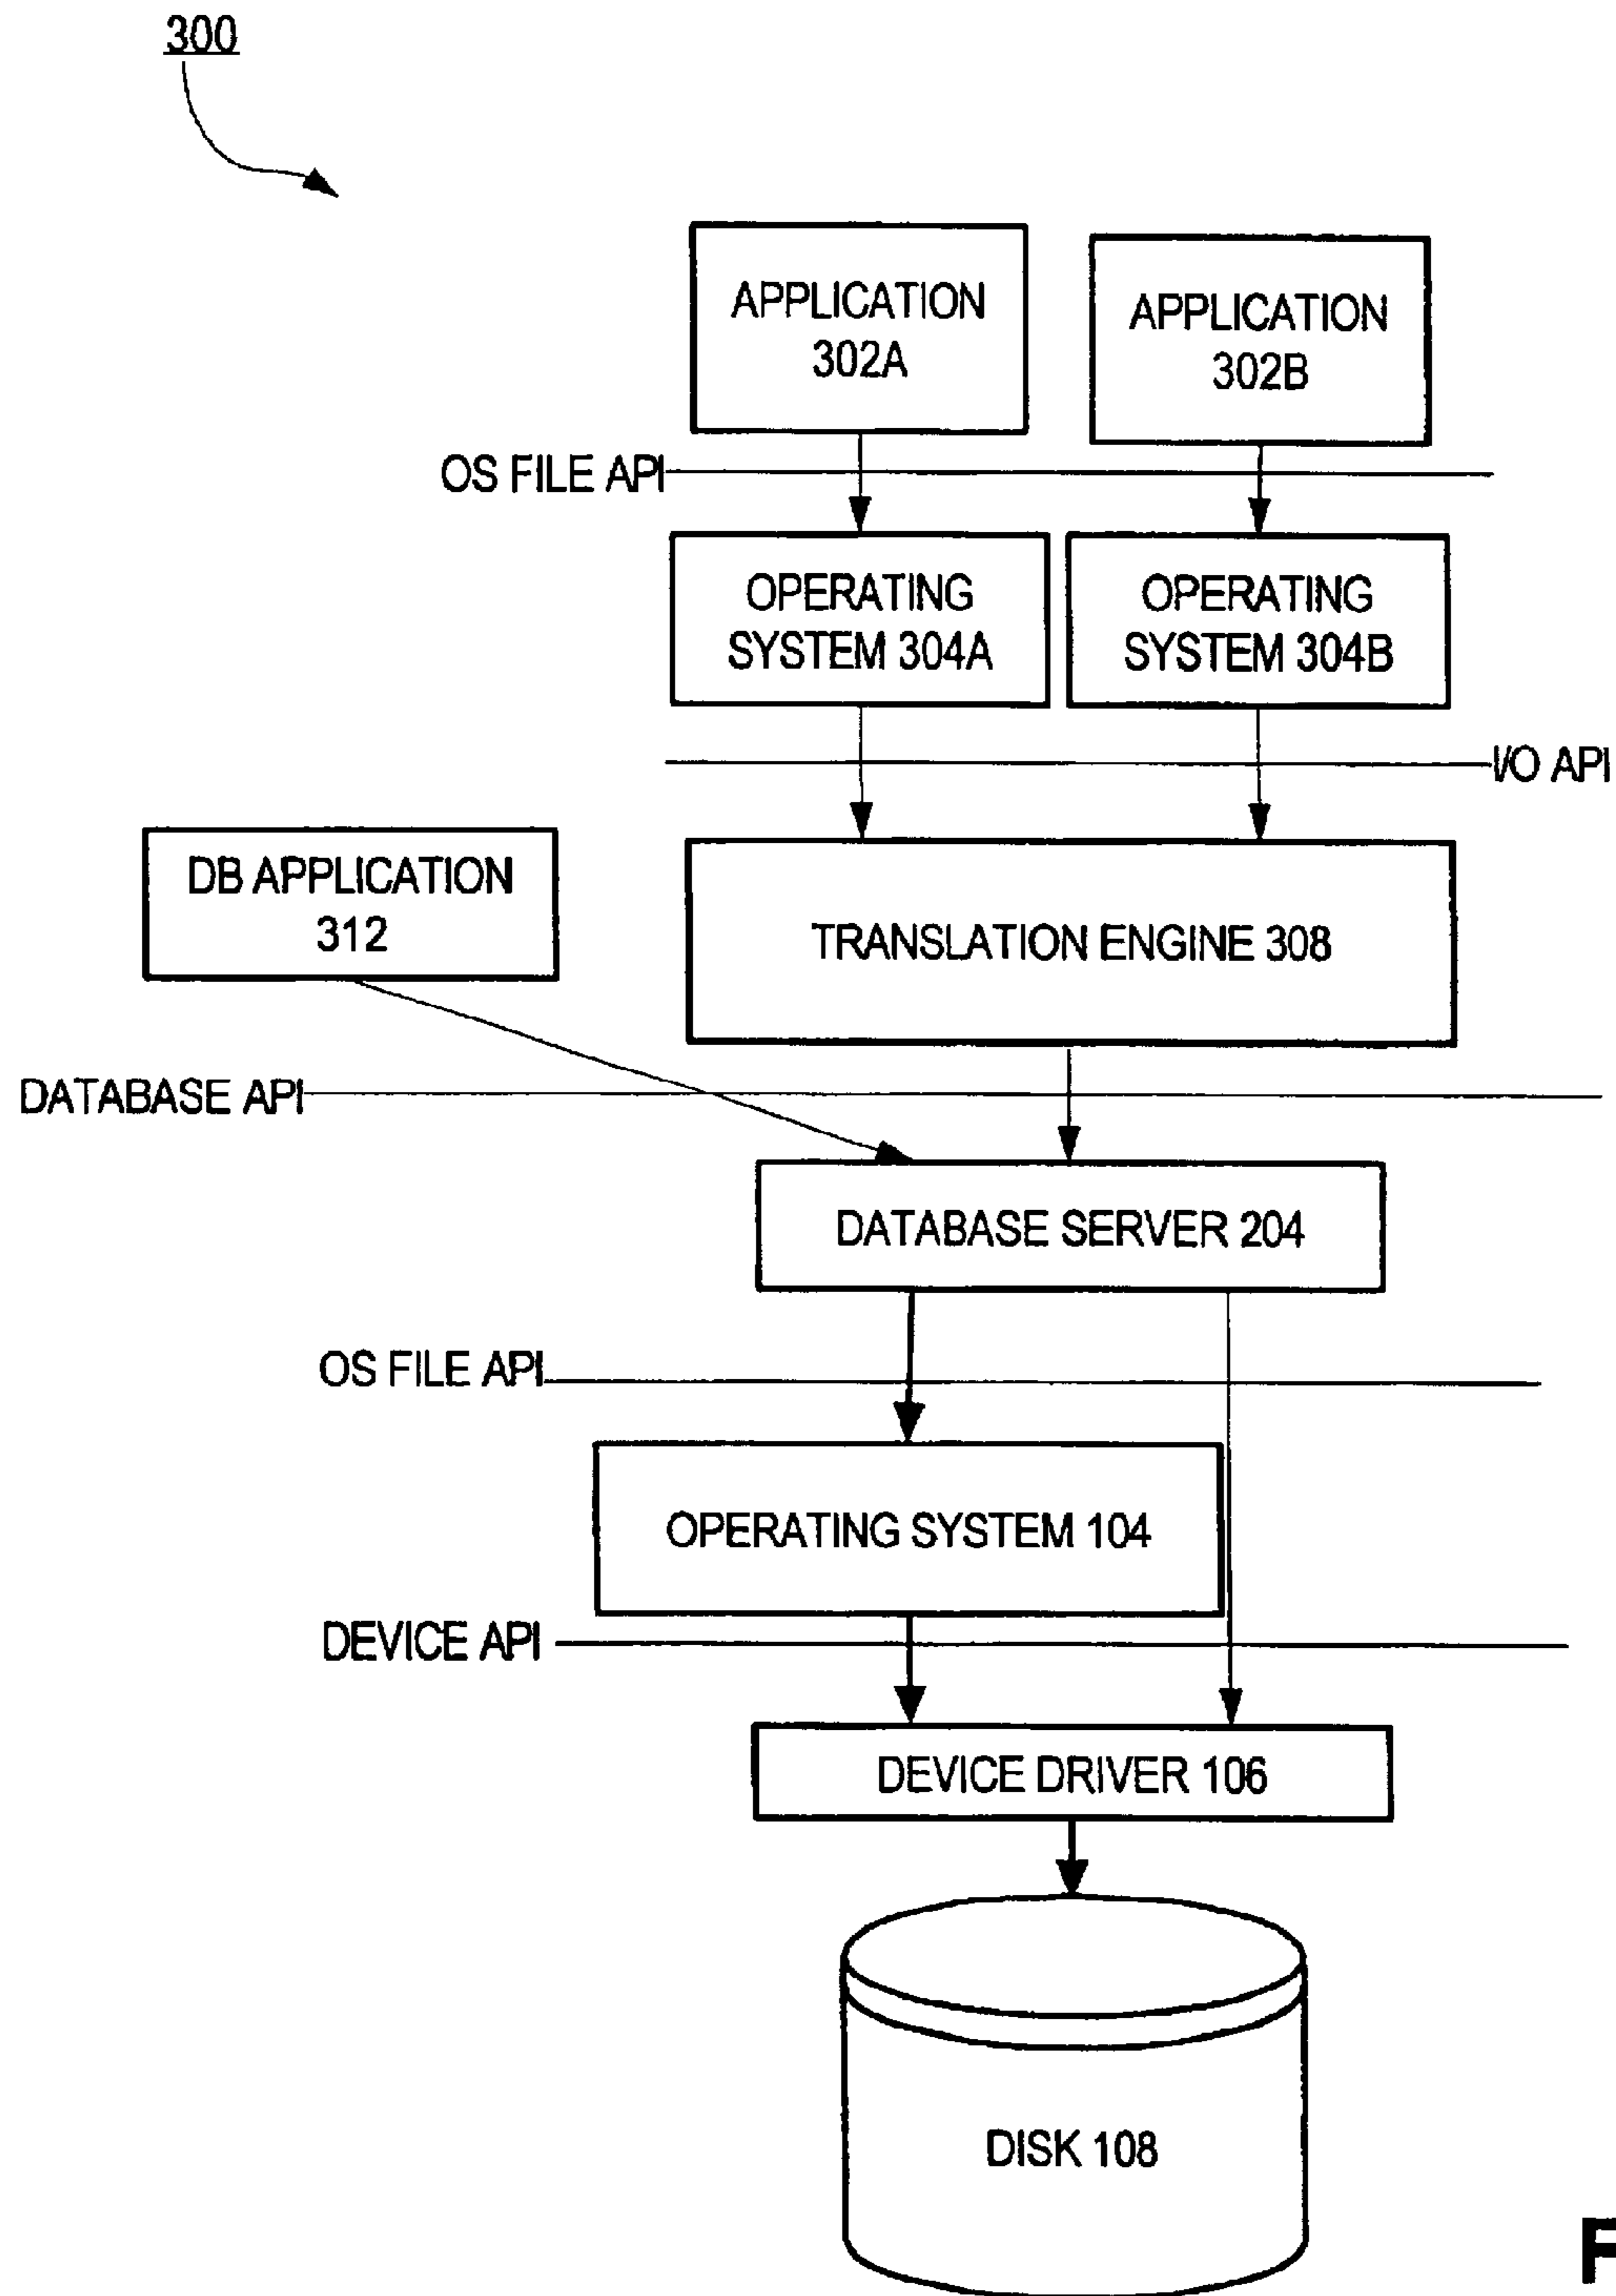 300
APPLICATION
302A
APPLICATION
302B
OS FILE API
OPERATING
SYSTEM 304A
OPERATING
SYSTEM 304B
I/O API
DB APPLICATION
312
TRANSLATION ENGINE 308
DATABASE API
DATABASE SERVER 204
OS FILE API
OPERATING SYSTEM 104
DEVICE API
DEVICE DRIVER 106
DISK 108
F